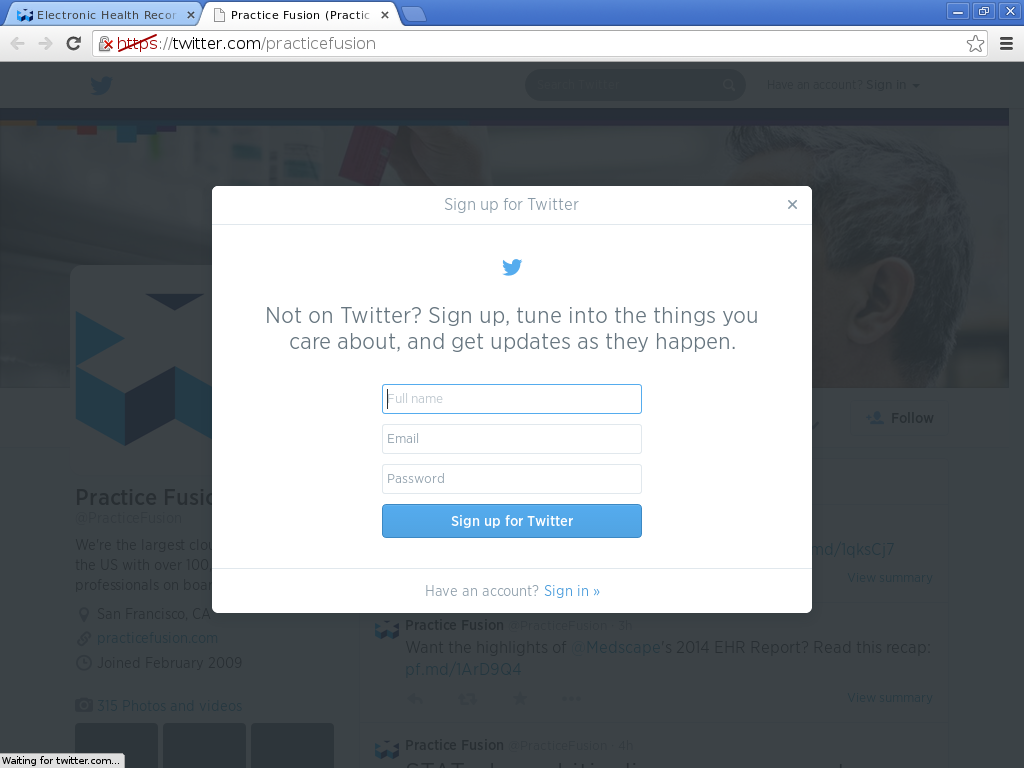 Electronic Health Recor
Practice Fusion (Practic
https://twitter.com/practicefusion
Search Twitter
Have an account? Sign in
Sign up for Twitter
Not on Twitter? Sign up, tune into the things you
care about, and get updates as they happen.
Full name
Email
Password
Sign up for Twitter
Have an account? Sign in »
Follow
Practice Fusio
@PracticeFusion
We're the largest clou
the US with over 100,
professionals on boar
San Francisco, CA
practicefusion.com
Joined February 2009
315 Photos and videos
md/1qksCj7
View summary
Practice Fusion @PracticeFusion · 3h
Want the highlights of @Medscape's 2014 EHR Report? Read this recap:
pf.md/1ArD9Q4
View summary
Practice Fusion @PracticeFusion · 4h
Waiting for twitter.com...